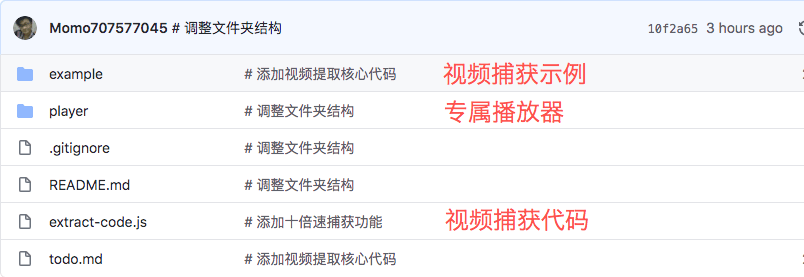 Momo707577045 # 调整文件夹结构 10f2a65 3 hours ago
example # 添加视频提取核心代码 视频捕获示例
player # 调整文件夹结构 专属播放器
.gitignore # 调整文件夹结构
README.md # 调整文件夹结构
extract-code.js # 添加十倍速捕获功能 视频捕获代码
todo.md # 添加视频提取核心代码